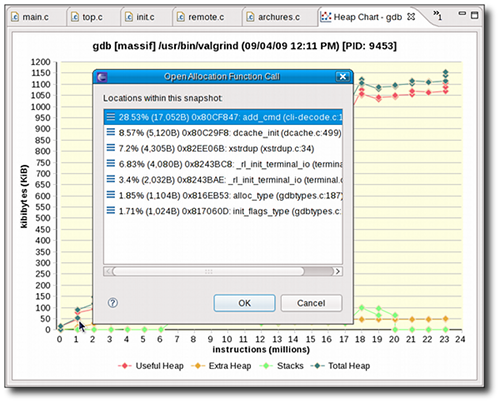 main.c top.c init.c remote.c archures.c Heap Chart - gdb »1
gdb [massif] /usr/bin/valgrind (09/04/09 12:11 PM) [PID: 9453]
Open Allocation Function Call
Locations within this snapshot:
28.53% (17,052B) 0x80CF847: add_cmd (cli-decode.c:1
8.57% (5,120B) 0x80C29F8: dcache_init (dcache.c:499)
7.2% (4,305B) 0x82EE06B: xstrdup (xstrdup.c:34)
6.83% (4,080B) 0x8243BC8: _rl_init_terminal_io (terminal
3.4% (2,032B) 0x8243BAE: _rl_init_terminal_io (terminal.
1.85% (1,104B) 0x816EB53: alloc_type (gdbtypes.c:187)
1.71% (1,024B) 0x817060D: init_flags_type (gdbtypes.c:
OK Cancel
kibibytes (KiB)
1200
1150
1100
1050
1000
950
900
850
800
750
700
650
600
550
500
450
400
350
300
250
200
150
100
50
0
0 1 2 3 4 5 6 7 8 9 10 11 12 13 14 15 16 17 18 19 20 21 22 23 24
instructions (millions)
Useful Heap Extra Heap Stacks Total Heap